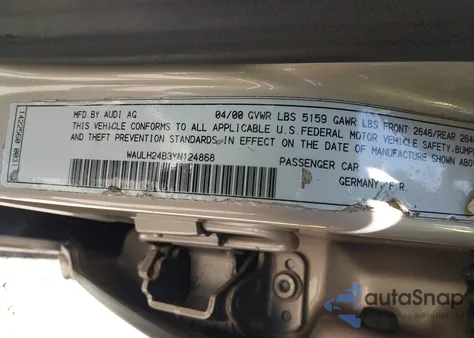 MFD.BY AUDI AG 04/00 GVWR LBS 5159 GAWR LBS FRONT 2646/REAR 264
THIS VEHICLE CONFORMS TO ALL APPLICABLE U.S.FEDERAL MOTOR VEHICLE SAFETY,BUMP
AND THEFT PREVENTION STANDARDS IN EFFECT ON THE DATE OF MANUFACTURE SHOWN ABO
WAULH24B3YN124868 PASSENGER CAR
GERMANY, F.R.
autoSnap